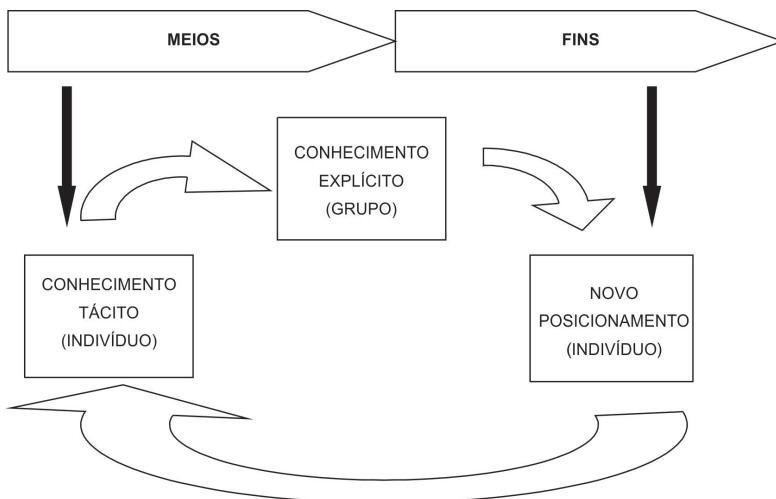 MEIOS
FINS
CONHECIMENTO
EXPLÍCITO
(GRUPO)
CONHECIMENTO
TÁCITO
(INDIVÍDUO)
NOVO
POSICIONAMENTO
(INDIVÍDUO)